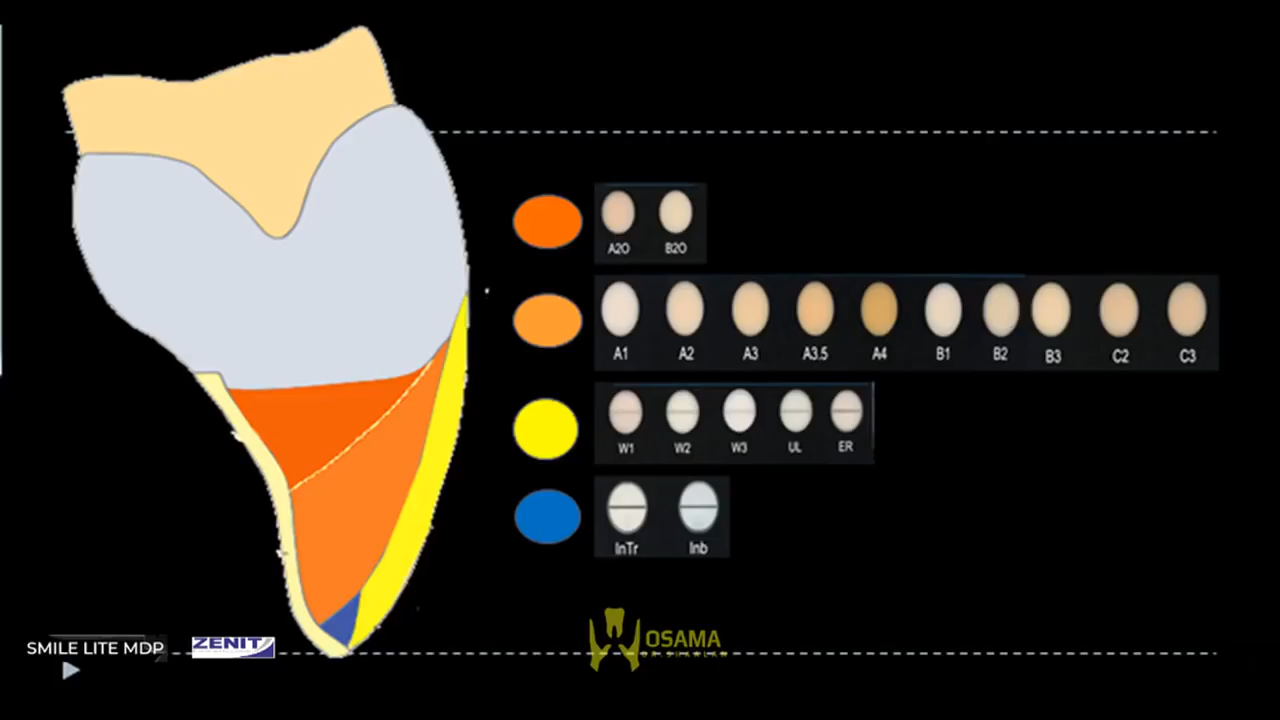 A2O B2O
A1 A2 A3 A3.5 A4 B1 B2 B3 C2 C3
W1 W2 W3 UL ER
InTr Inb
SMILE LITE MDP
ZENIT
OSAMA